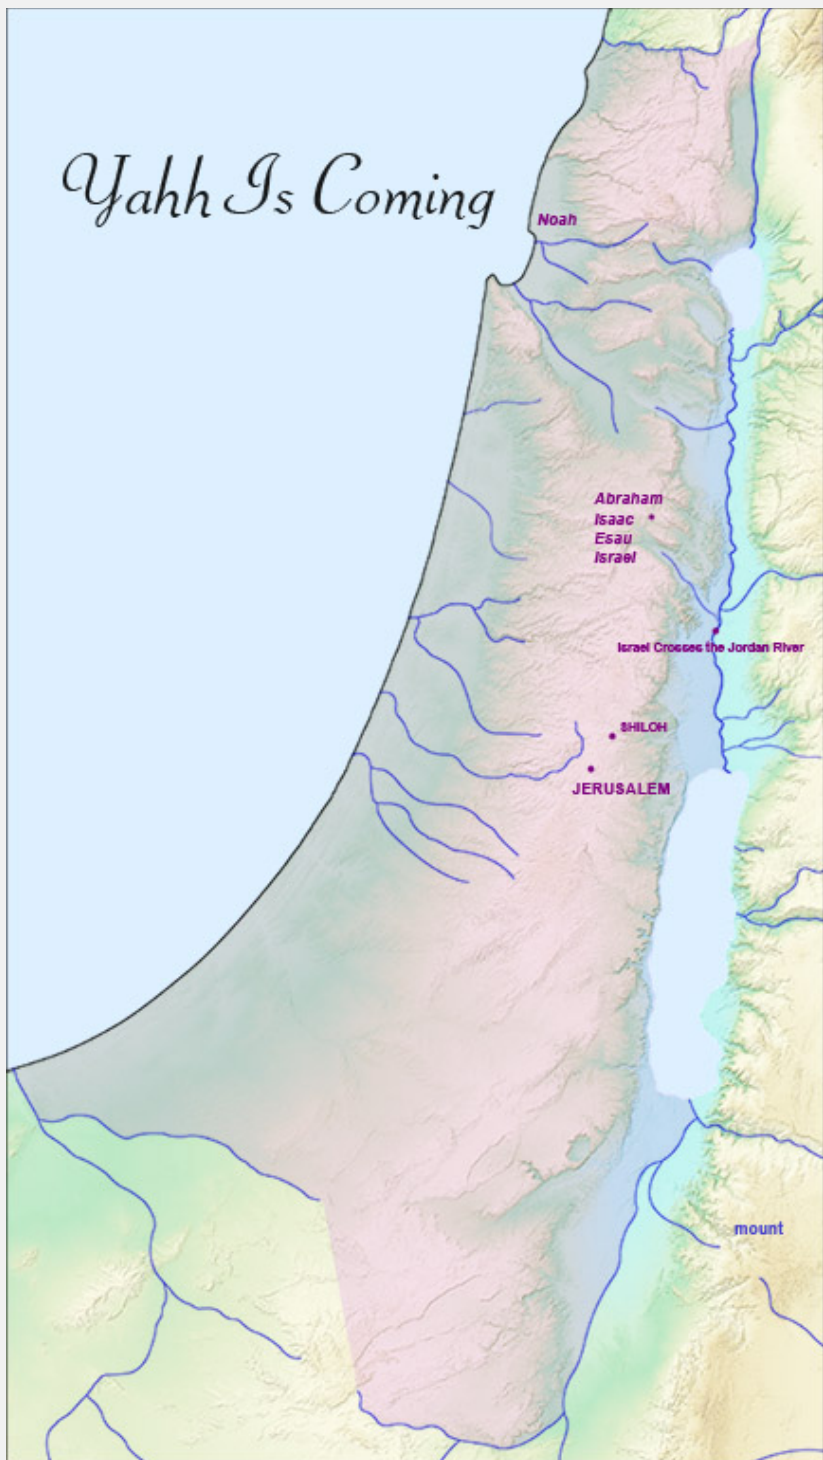 Yahh Is Coming
Noah
Abraham
Isaac
Esau
Israel
Israel Crosses the Jordan River
SHILOH
JERUSALEM
mount